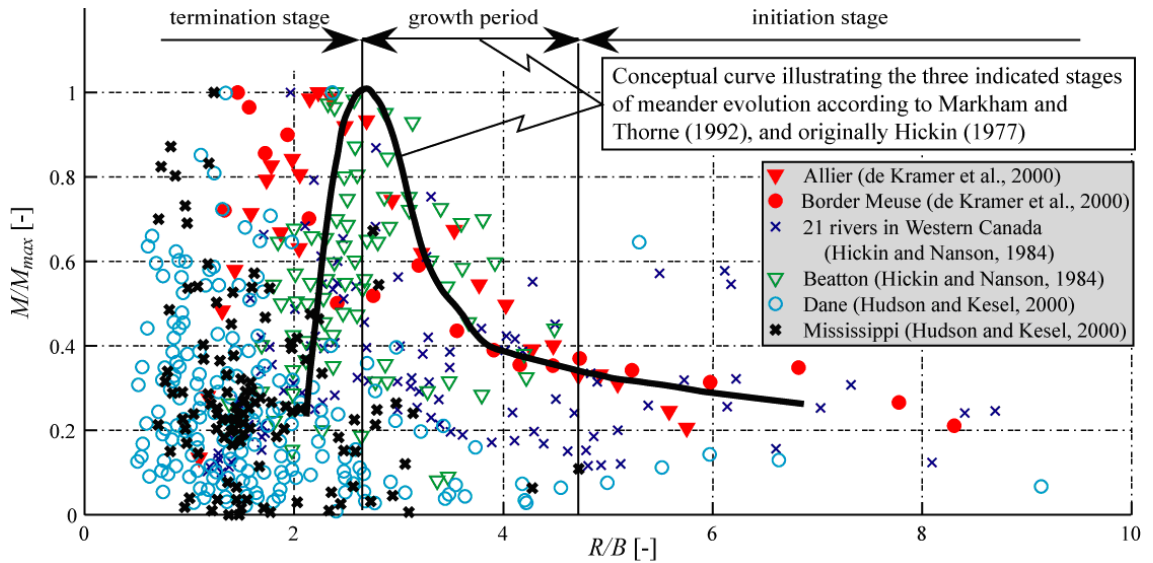 termination stage
growth period
initiation stage
Conceptual curve illustrating the three indicated stages
of meander evolution according to Markham and
Thorne (1992), and originally Hickin (1977)
Allier (de Kramer et al., 2000)
Border Meuse (de Kramer et al., 2000)
21 rivers in Western Canada
(Hickin and Nanson, 1984)
Beatton (Hickin and Nanson, 1984)
Dane (Hudson and Kesel, 2000)
Mississippi (Hudson and Kesel, 2000)
M/Mmax [-]
1
0.8
0.6
0.4
0.2
0
0 2 4 6 8 10
R/B [-]